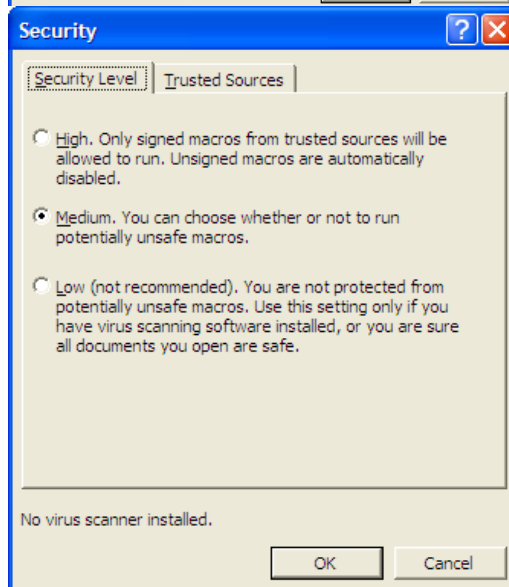 Security
Security Level
Trusted Sources
High. Only signed macros from trusted sources will be
allowed to run. Unsigned macros are automatically
disabled.
Medium. You can choose whether or not to run
potentially unsafe macros.
Low (not recommended). You are not protected from
potentially unsafe macros. Use this setting only if you
have virus scanning software installed, or you are sure
all documents you open are safe.
No virus scanner installed.
OK
Cancel